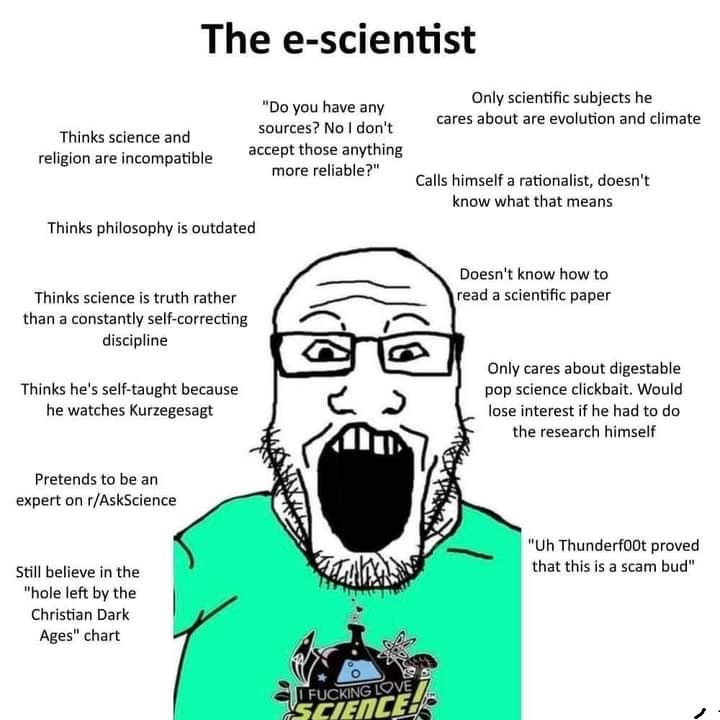 The e-scientist
"Do you have any
sources? No I don't
accept those anything
more reliable?"
Only scientific subjects he
cares about are evolution and climate
Thinks science and
religion are incompatible
Calls himself a rationalist, doesn't
know what that means
Thinks philosophy is outdated
Doesn't know how to
read a scientific paper
Thinks science is truth rather
than a constantly self-correcting
discipline
Only cares about digestable
pop science clickbait. Would
lose interest if he had to do
the research himself
Thinks he's self-taught because
he watches Kurzegesagt
Pretends to be an
expert on r/AskScience
"Uh Thunderf00t proved
that this is a scam bud"
Still believe in the
"hole left by the
Christian Dark
Ages" chart
I FUCKING LOVE
SCIENCE!